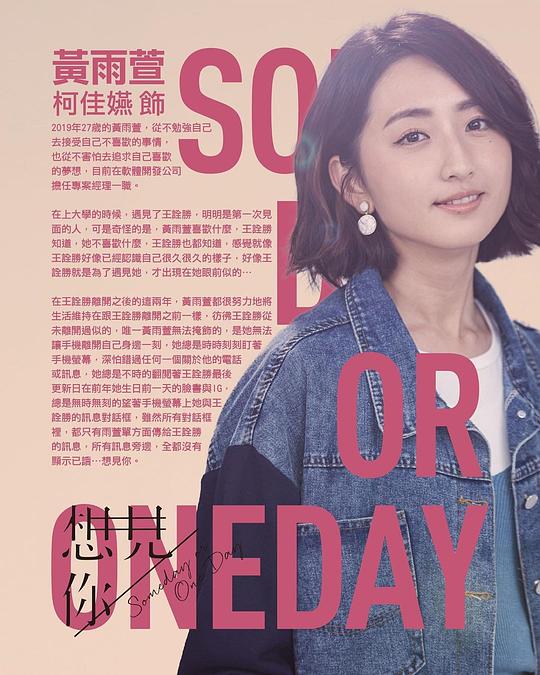 黃雨萱
柯佳嬿 飾
2019年27歲的黃雨萱，從不勉強自己
去接受自己不喜歡的事情，
也從不害怕去追求自己喜歡
的夢想，目前在軟體開發公司
擔任專案經理一職。
在上大學的時候，遇見了王詮勝，明明是第一次見
面的人，可是奇怪的是，黃雨萱喜歡什麼，王詮勝
知道，她不喜歡什麼，王詮勝也都知道，感覺就像
王詮勝好像已經認識自己很久很久的樣子，好像王
詮勝就是為了遇見她，才出現在她眼前似的⋯
在王詮勝離開之後的這兩年，黃雨萱都很努力地將
生活維持在跟王詮勝離開之前一樣，彷彿王詮勝從
未離開過似的，唯一黃雨萱無法掩飾的，是她無法
讓手機離開自己身邊一刻，她總是時時刻刻盯著
手機螢幕，深怕錯過任何一個關於他的電話
或訊息，她總是不時的翻閱著王詮勝最後
更新日在前年她生日前一天的臉書與IG，
總是無時無刻的望著手機螢幕上她與王
詮勝的訊息對話框，雖然所有對話框
裡，都只有雨萱單方面傳給王詮勝
的訊息，所有訊息旁邊，全都沒有
顯示已讀⋯想見你。
SO
D
OR
ONEDAY
想見
你
Someday or
One Day